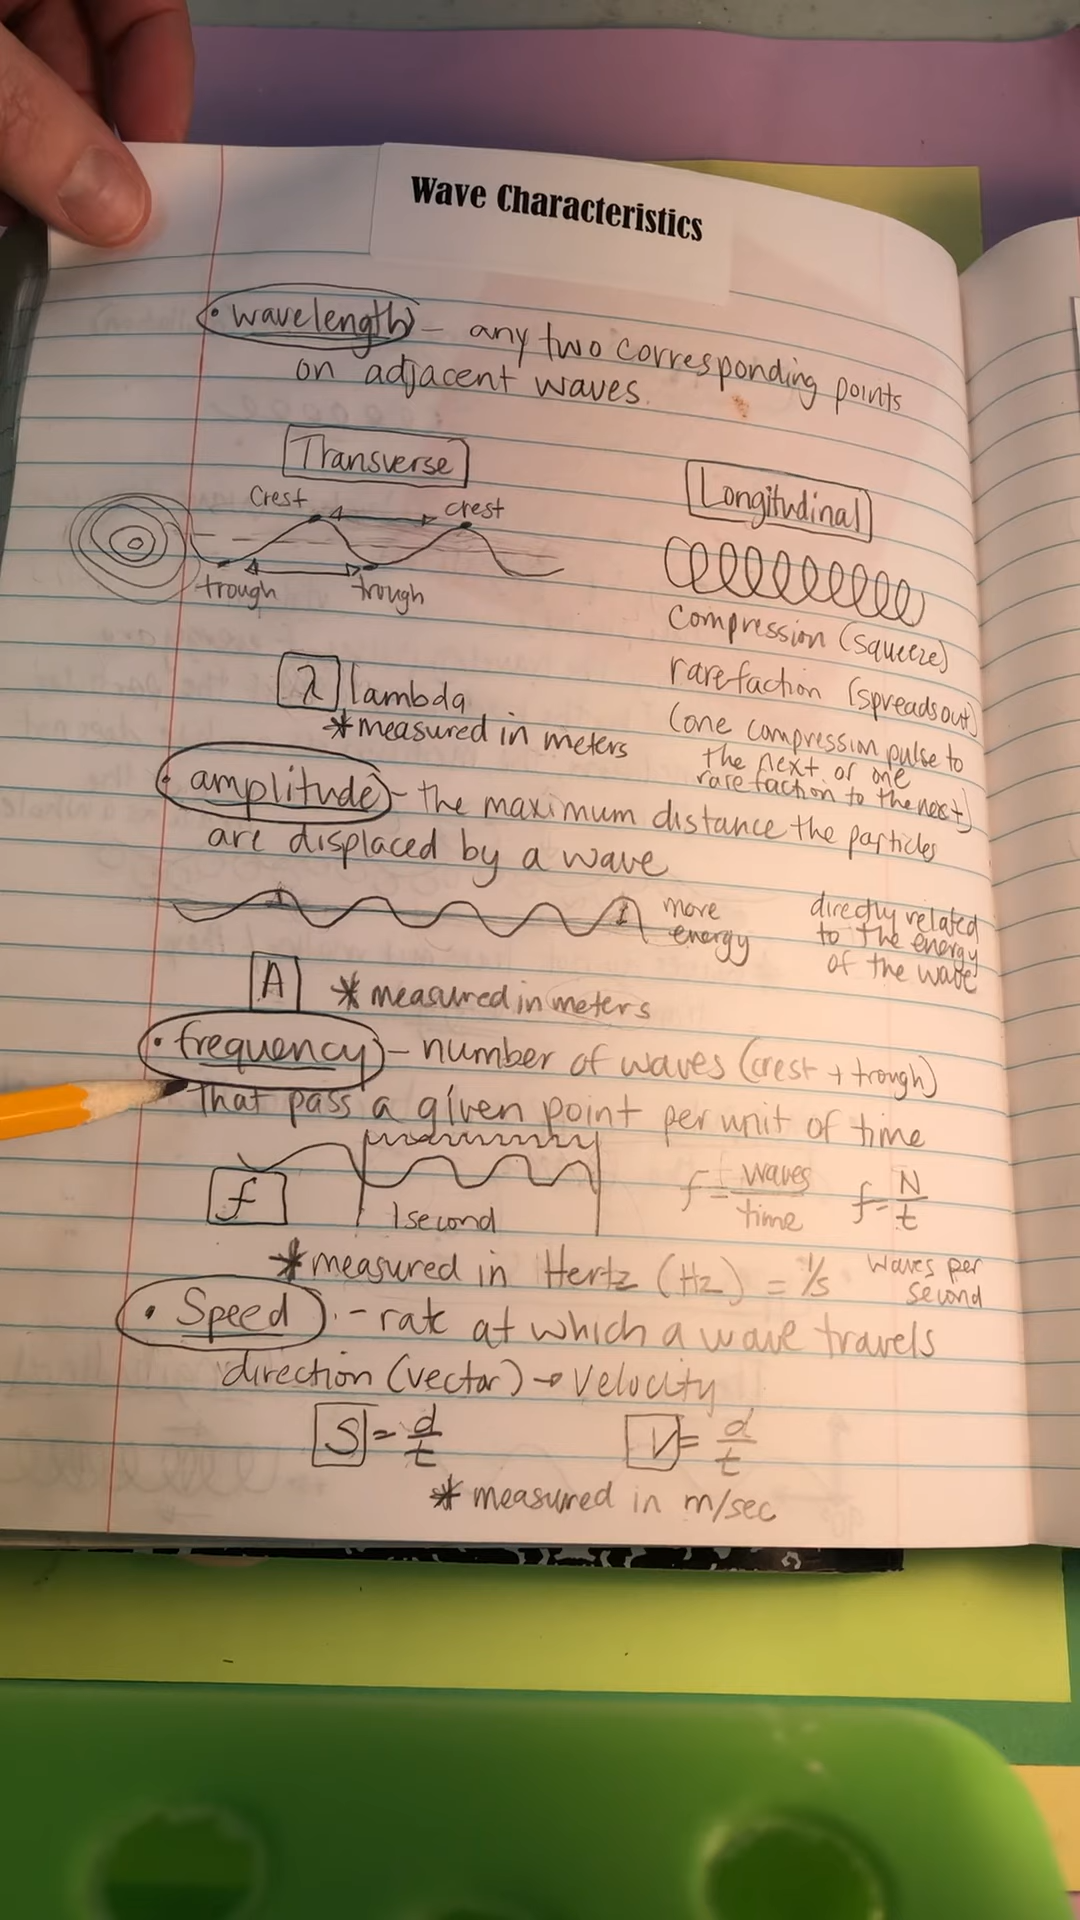 Wave Characteristics
• wavelength - any two corresponding points
on adjacent waves.
Transverse
Crest
crest
trough
trough
λ lambda
*measured in meters
Longitudinal
Compression (squeeze)
rarefaction (spreads out)
(one compression pulse to
the next or one
rarefaction to the next)
• amplitude - the maximum distance the particles
are displaced by a wave
more
energy
directly related
to the energy
of the wave
A * measured in meters
• frequency - number of waves (crest + trough)
that pass a given point per unit of time
f
1 second
f = waves/time f = N/t
*measured in Hertz (Hz) = 1/s
waves per
second
• Speed - rate at which a wave travels
direction (vector) → velocity
S = d/t V = d/t
* measured in m/sec